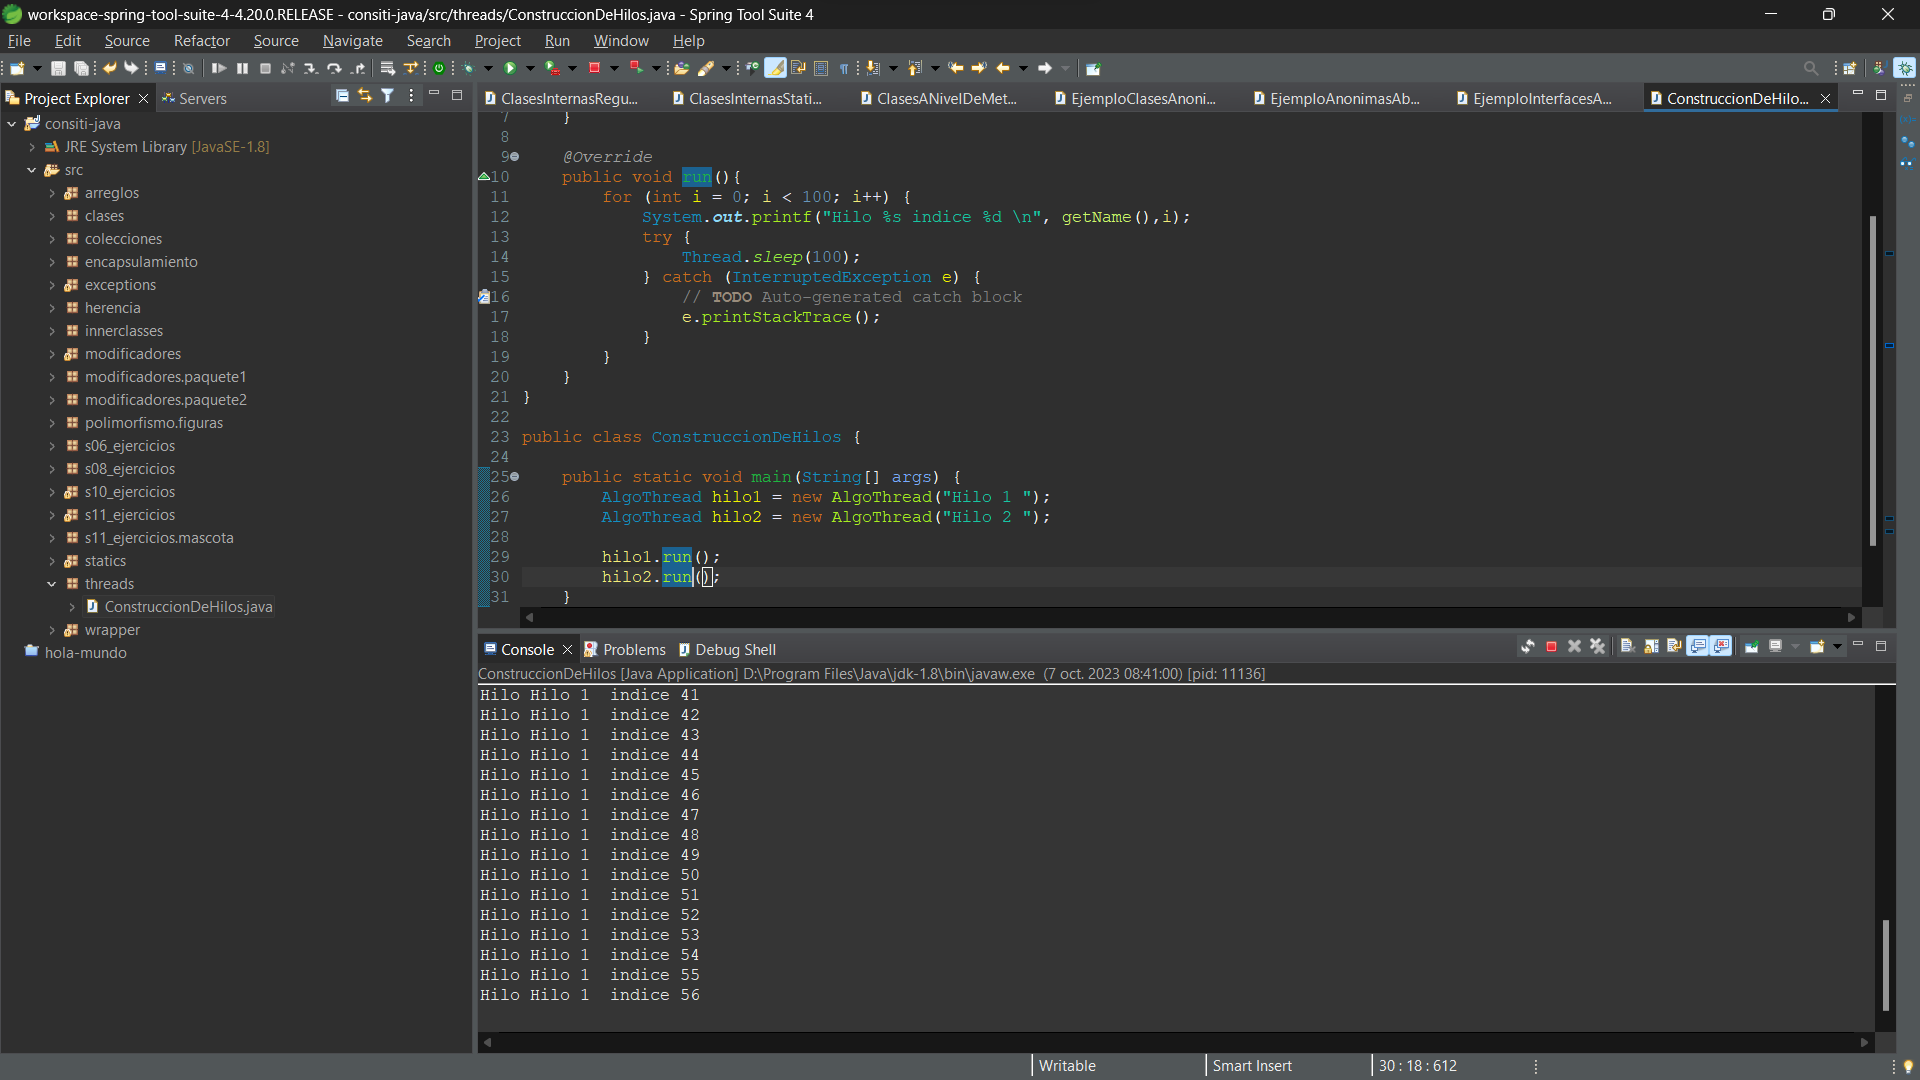 workspace-spring-tool-suite-4-4.20.0.RELEASE - consiti-java/src/threads/ConstruccionDeHilos.java - Spring Tool Suite 4
File Edit Source Refactor Source Navigate Search Project Run Window Help
Project Explorer Servers
ClasesInternasRegu... ClasesInternasStati... ClasesANivelDeMet... EjemploClasesAnoni... EjemploAnonimasAb... EjemploInterfacesA... ConstruccionDeHilo...
consiti-java
JRE System Library [JavaSE-1.8]
src
arreglos
clases
colecciones
encapsulamiento
exceptions
herencia
innerclasses
modificadores
modificadores.paquete1
modificadores.paquete2
polimorfismo.figuras
s06_ejercicios
s08_ejercicios
s10_ejercicios
s11_ejercicios
s11_ejercicios.mascota
statics
threads
ConstruccionDeHilos.java
wrapper
hola-mundo
7 }
8
9 @Override
10 public void run(){
11 for (int i = 0; i < 100; i++) {
12 System.out.printf("Hilo %s indice %d \n", getName(),i);
13 try {
14 Thread.sleep(100);
15 } catch (InterruptedException e) {
16 // TODO Auto-generated catch block
17 e.printStackTrace();
18 }
19 }
20 }
21 }
22
23 public class ConstruccionDeHilos {
24
25 public static void main(String[] args) {
26 AlgoThread hilo1 = new AlgoThread("Hilo 1 ");
27 AlgoThread hilo2 = new AlgoThread("Hilo 2 ");
28
29 hilo1.run();
30 hilo2.run();
31 }
Console Problems Debug Shell
ConstruccionDeHilos [Java Application] D:\Program Files\Java\jdk-1.8\bin\javaw.exe (7 oct. 2023 08:41:00) [pid: 11136]
Hilo Hilo 1  indice 41
Hilo Hilo 1  indice 42
Hilo Hilo 1  indice 43
Hilo Hilo 1  indice 44
Hilo Hilo 1  indice 45
Hilo Hilo 1  indice 46
Hilo Hilo 1  indice 47
Hilo Hilo 1  indice 48
Hilo Hilo 1  indice 49
Hilo Hilo 1  indice 50
Hilo Hilo 1  indice 51
Hilo Hilo 1  indice 52
Hilo Hilo 1  indice 53
Hilo Hilo 1  indice 54
Hilo Hilo 1  indice 55
Hilo Hilo 1  indice 56
Writable Smart Insert 30 : 18 : 612